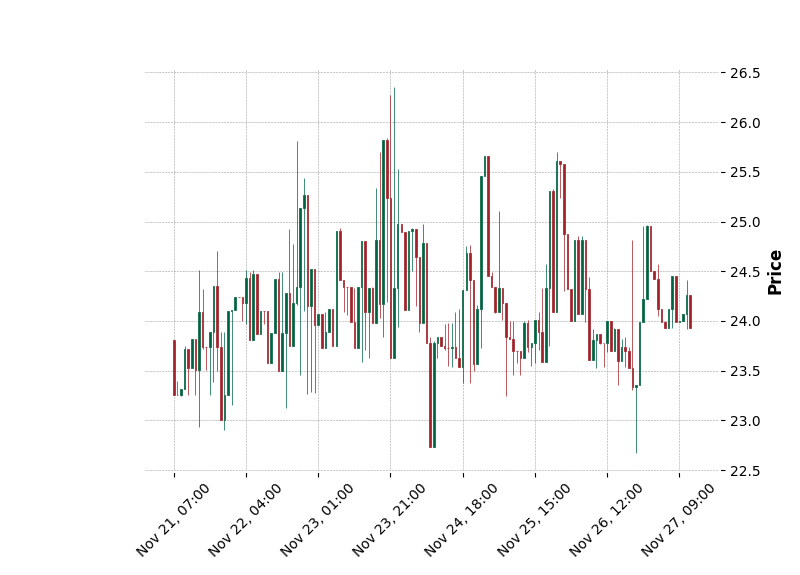 26.5
26.0
25.5
25.0
24.5
24.0
23.5
23.0
22.5
Price
Nov 21, 07:00
Nov 22, 04:00
Nov 23, 01:00
Nov 23, 21:00
Nov 24, 18:00
Nov 25, 15:00
Nov 26, 12:00
Nov 27, 09:00